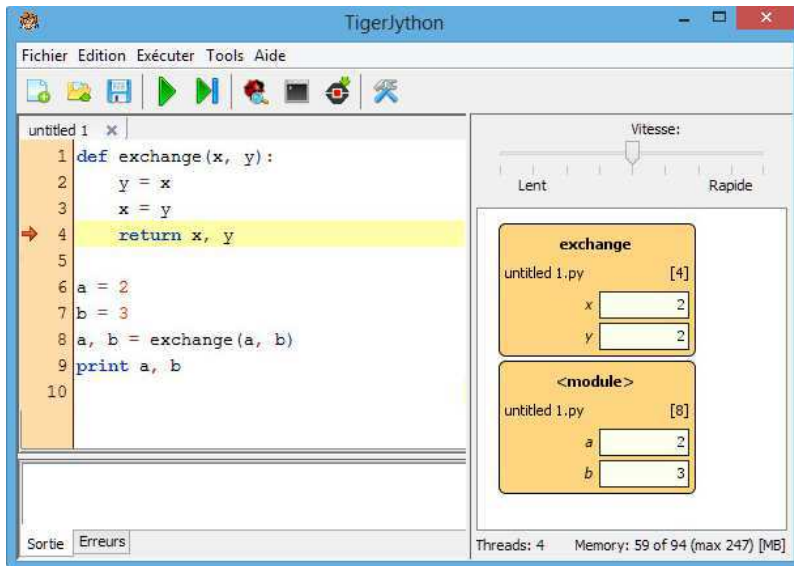 TigerJython
Fichier Edition Exécuter Tools Aide
untitled 1
1 def exchange(x, y):
2     y = x
3     x = y
4     return x, y
5
6 a = 2
7 b = 3
8 a, b = exchange(a, b)
9 print a, b
10
Sortie Erreurs
Vitesse:
Lent Rapide
exchange
untitled 1.py [4]
x 2
y 2
<module>
untitled 1.py [8]
a 2
b 3
Threads: 4 Memory: 59 of 94 (max 247) [MB]